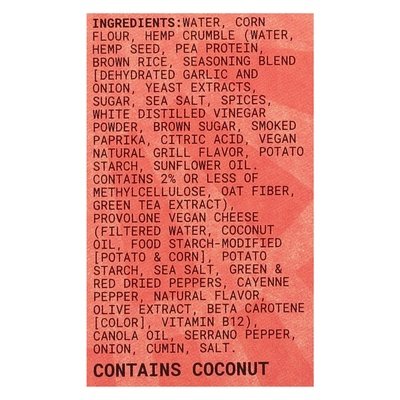 INGREDIENTS:WATER, CORN
FLOUR, HEMP CRUMBLE (WATER,
HEMP SEED, PEA PROTEIN,
BROWN RICE, SEASONING BLEND
[DEHYDRATED GARLIC AND
ONION, YEAST EXTRACTS,
SUGAR, SEA SALT, SPICES,
WHITE DISTILLED VINEGAR
POWDER, BROWN SUGAR, SMOKED
PAPRIKA, CITRIC ACID, VEGAN
NATURAL GRILL FLAVOR, POTATO
STARCH, SUNFLOWER OIL.
CONTAINS 2% OR LESS OF
METHYLCELLULOSE, OAT FIBER,
GREEN TEA EXTRACT),
PROVOLONE VEGAN CHEESE
(FILTERED WATER, COCONUT
OIL, FOOD STARCH-MODIFIED
[POTATO & CORN], POTATO
STARCH, SEA SALT, GREEN &
RED DRIED PEPPERS, CAYENNE
PEPPER, NATURAL FLAVOR,
OLIVE EXTRACT, BETA CAROTENE
[COLOR], VITAMIN B12),
CANOLA OIL, SERRANO PEPPER,
ONION, CUMIN, SALT.
CONTAINS COCONUT